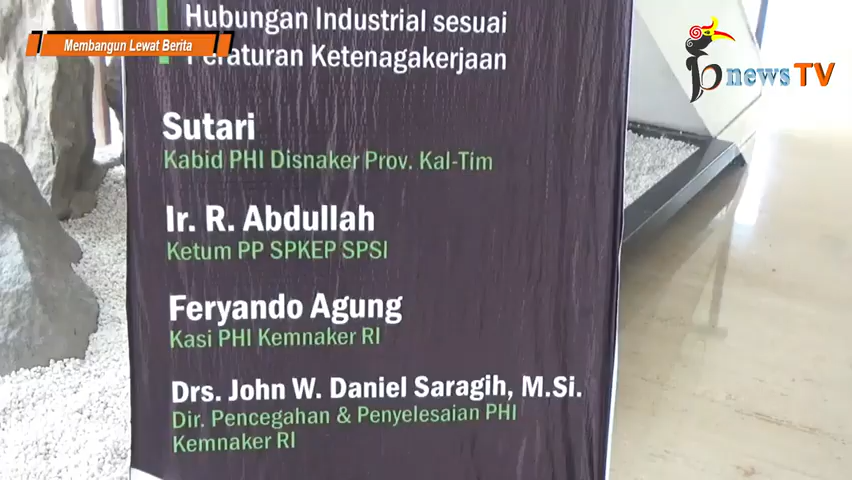 Membangun Lewat Berita
bnews TV
Hubungan Industrial sesuai
Peraturan Ketenagakerjaan
Sutari
Kabid PHI Disnaker Prov. Kal-Tim
Ir. R. Abdullah
Ketum PP SPKEP SPSI
Feryando Agung
Kasi PHI Kemnaker RI
Drs. John W. Daniel Saragih, M.Si.
Dir. Pencegahan & Penyelesaian PHI
Kemnaker RI